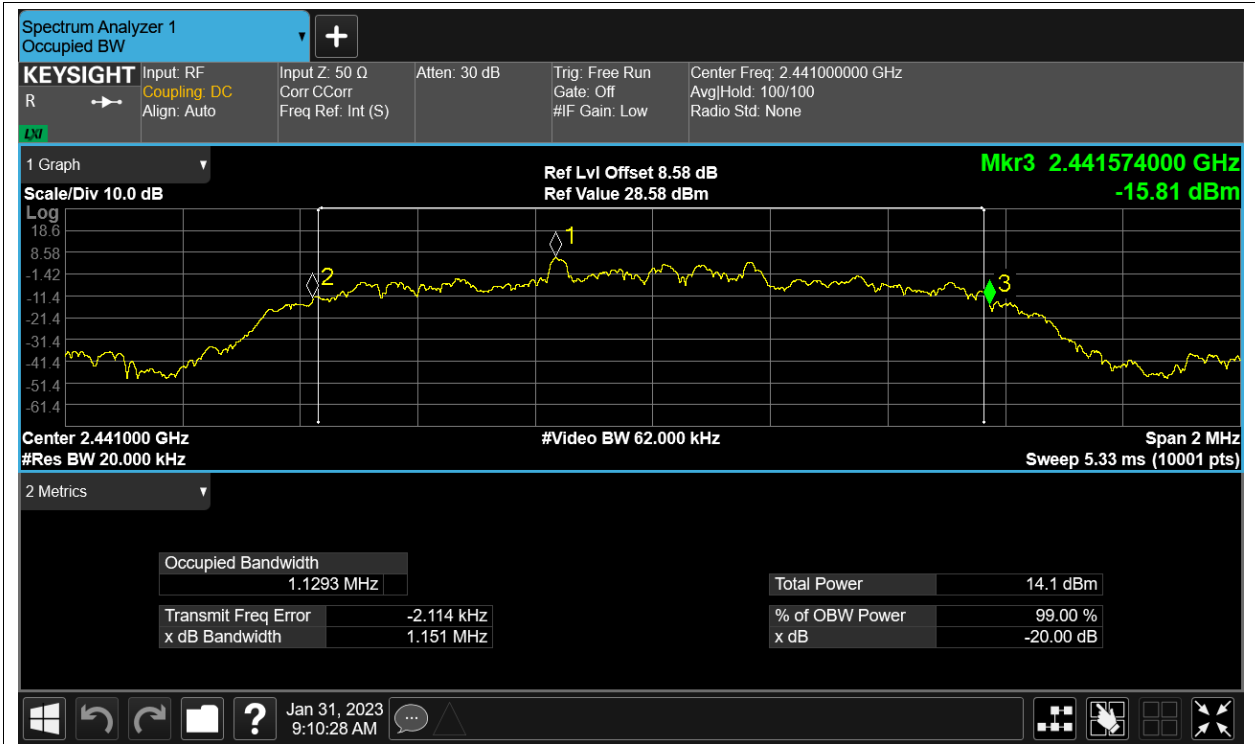 Spectrum Analyzer 1
Occupied BW
KEYSIGHT
R
LXI
Input: RF
Coupling: DC
Align: Auto
Input Z: 50 Ω
Corr CCorr
Freq Ref: Int (S)
Atten: 30 dB
Trig: Free Run
Gate: Off
#IF Gain: Low
Center Freq: 2.441000000 GHz
Avg|Hold: 100/100
Radio Std: None
1 Graph
Scale/Div 10.0 dB
Ref Lvl Offset 8.58 dB
Ref Value 28.58 dBm
Mkr3 2.441574000 GHz
-15.81 dBm
Log
18.6
8.58
-1.42
-11.4
-21.4
-31.4
-41.4
-51.4
-61.4
1
2
3
Center 2.441000 GHz
#Res BW 20.000 kHz
#Video BW 62.000 kHz
Span 2 MHz
Sweep 5.33 ms (10001 pts)
2 Metrics
Occupied Bandwidth
1.1293 MHz
Transmit Freq Error -2.114 kHz
x dB Bandwidth 1.151 MHz
Total Power 14.1 dBm
% of OBW Power 99.00 %
x dB -20.00 dB
?
Jan 31, 2023
9:10:28 AM